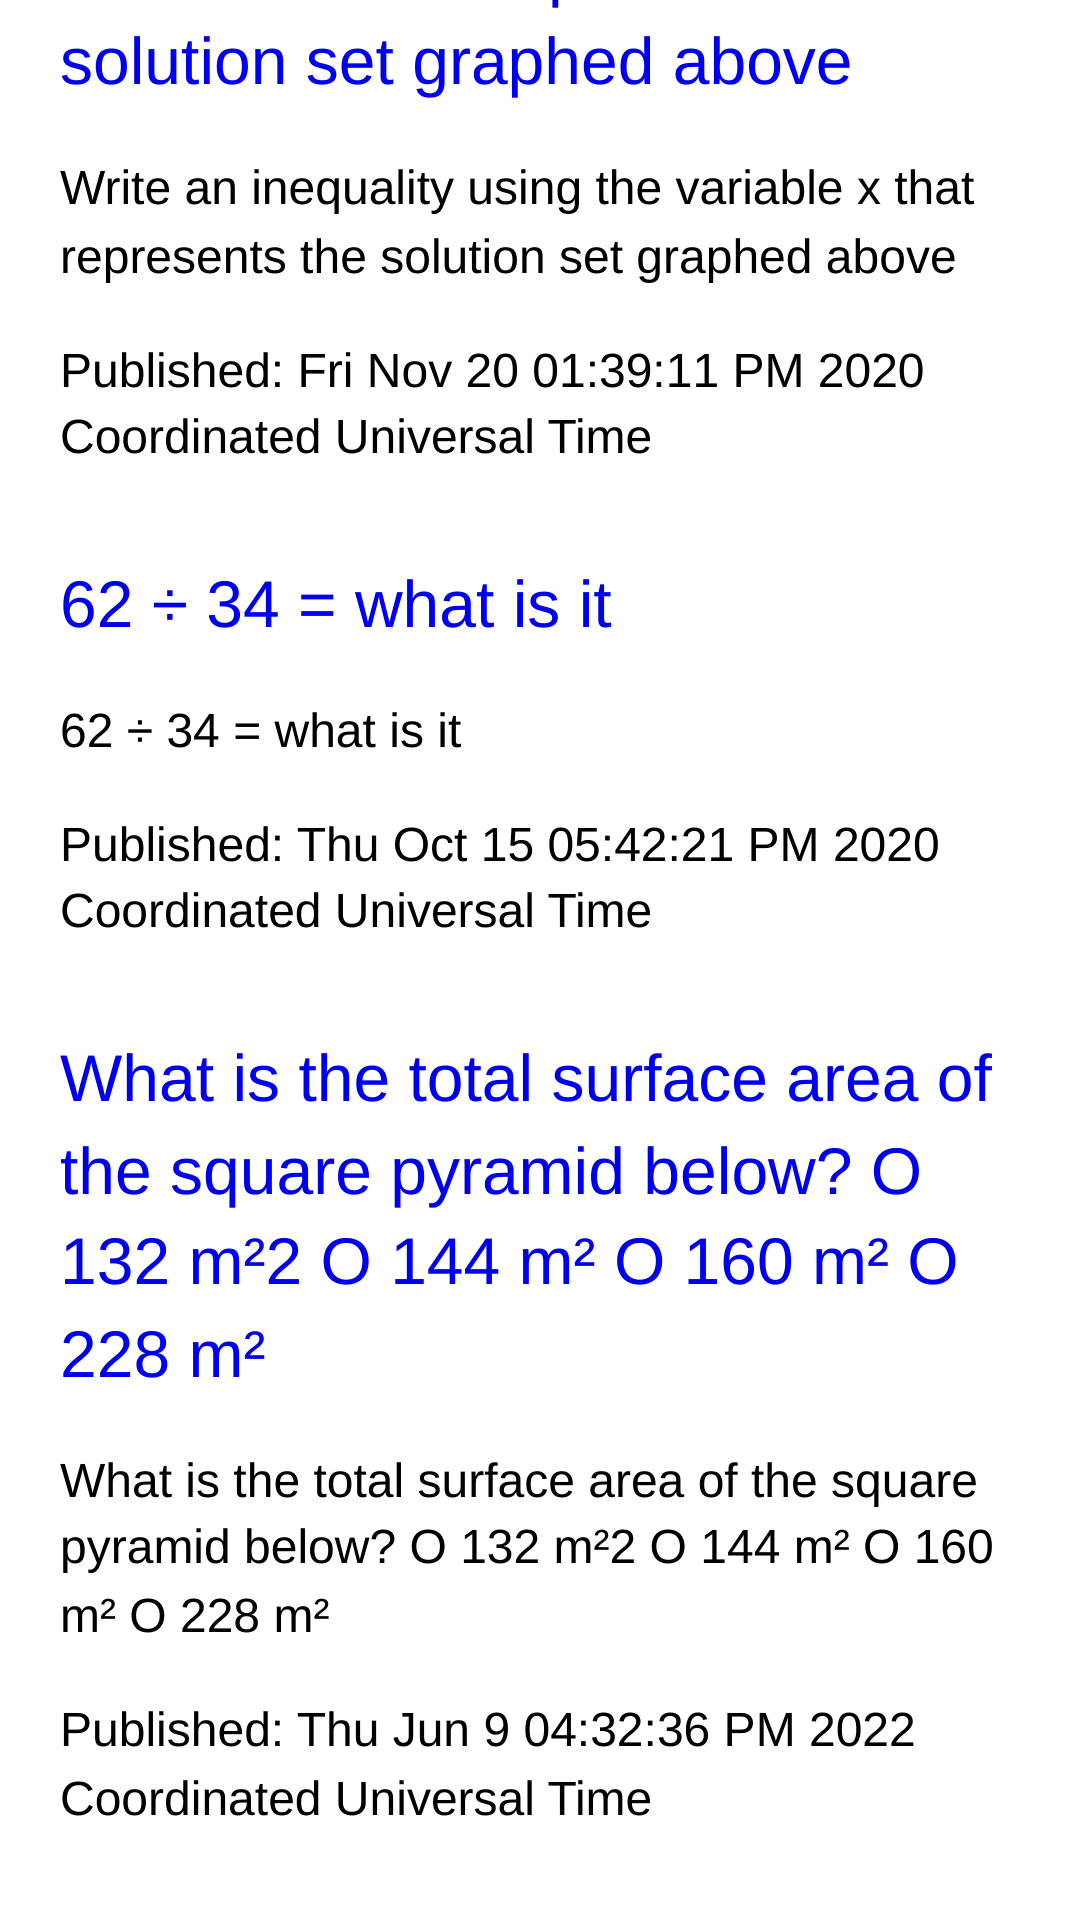 solution set graphed above
Write an inequality using the variable x that
represents the solution set graphed above
Published: Fri Nov 20 01:39:11 PM 2020
Coordinated Universal Time
62 ÷ 34 = what is it
62 ÷ 34 = what is it
Published: Thu Oct 15 05:42:21 PM 2020
Coordinated Universal Time
What is the total surface area of
the square pyramid below? O
132 m²2 O 144 m² O 160 m² O
228 m²
What is the total surface area of the square
pyramid below? O 132 m²2 O 144 m² O 160
m² O 228 m²
Published: Thu Jun 9 04:32:36 PM 2022
Coordinated Universal Time